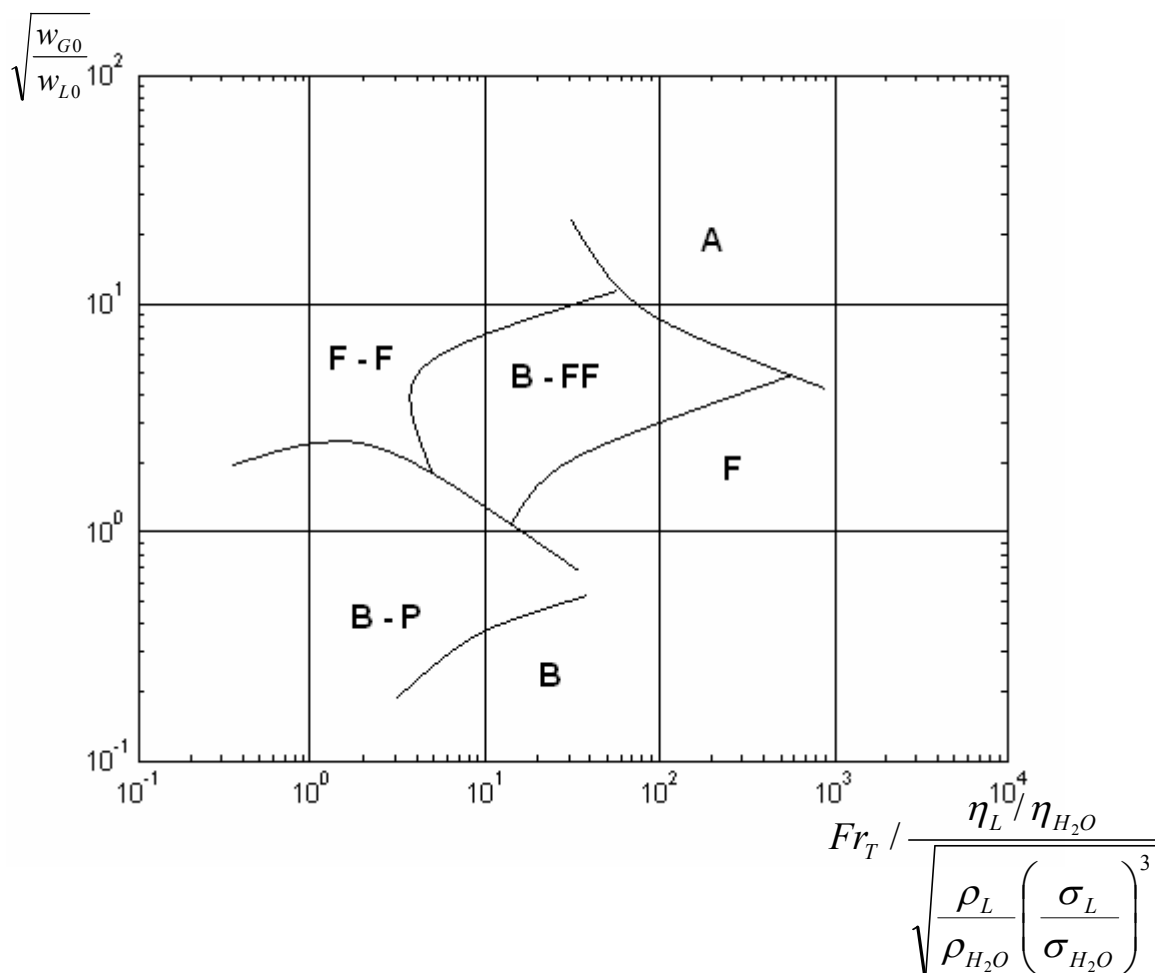 √(w_G0 / w_L0)
10^2
A
10^1
F - F
B - FF
F
10^0
B - P
B
10^-1
10^-1 10^0 10^1 10^2 10^3 10^4
Fr_T / (η_L / η_H₂O) / √(ρ_L / ρ_H₂O (σ_L / σ_H₂O)^3)